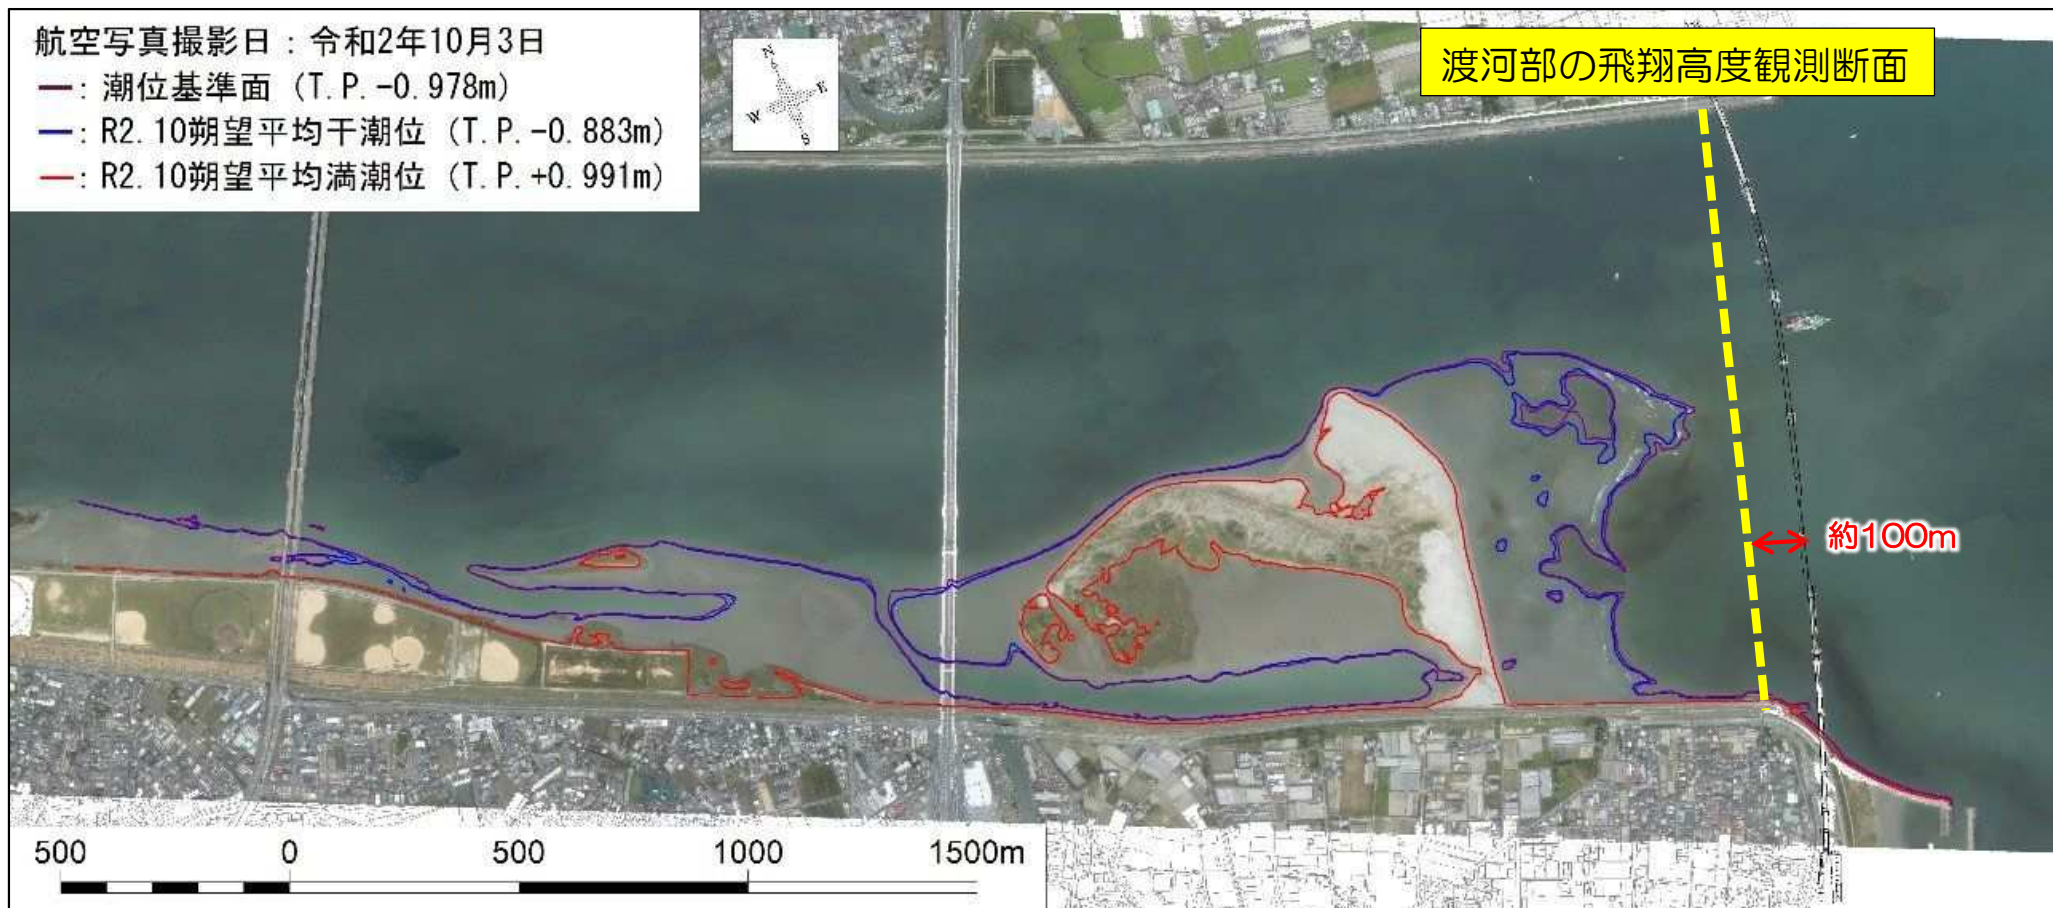 航空写真撮影日：令和2年10月3日
━：潮位基準面（T.P.-0.978m）
━：R2.10朔望平均干潮位（T.P.-0.883m）
━：R2.10朔望平均満潮位（T.P.+0.991m）
N
E
W
S
渡河部の飛翔高度観測断面
約100m
500 0 500 1000 1500m